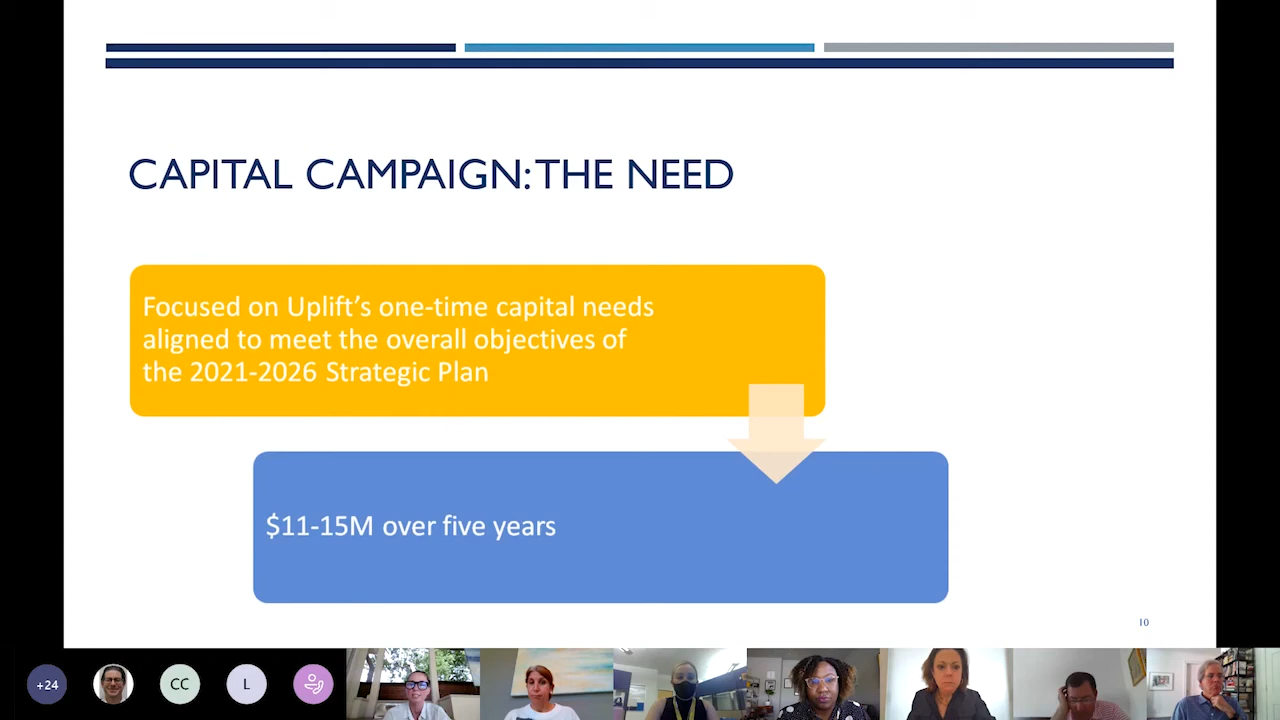 CAPITAL CAMPAIGN: THE NEED
Focused on Uplift’s one-time capital needs
aligned to meet the overall objectives of
the 2021-2026 Strategic Plan
$11-15M over five years
10
+24
CC
L